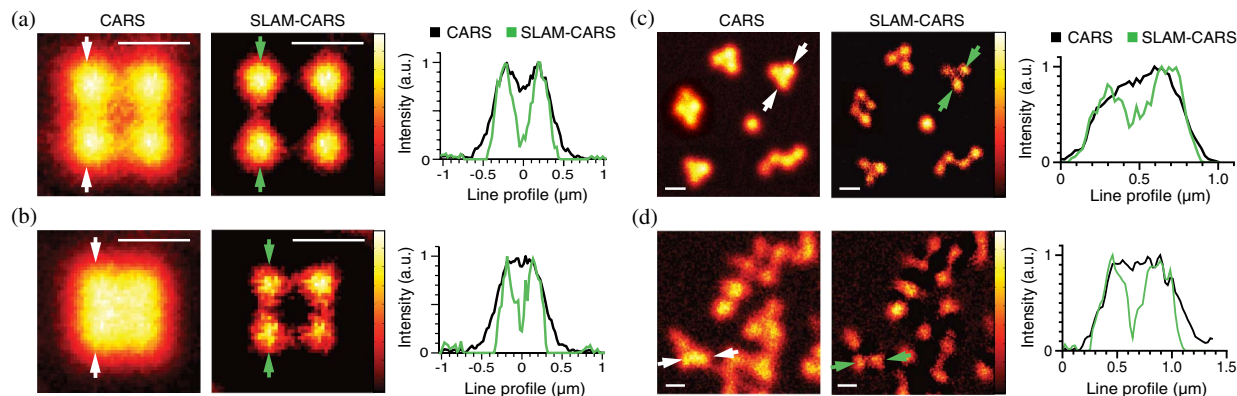 (a)
CARS
SLAM-CARS
CARS SLAM-CARS
Intensity (a.u.)
1
0
-1 -0.5 0 0.5 1
Line profile (µm)
(b)
Intensity (a.u.)
1
0
-1 -0.5 0 0.5 1
Line profile (µm)
(c)
CARS
SLAM-CARS
CARS SLAM-CARS
Intensity (a.u.)
1
0
0 0.5 1.0
Line profile (µm)
(d)
Intensity (a.u.)
1
0
0 0.5 1.0 1.5
Line profile (µm)